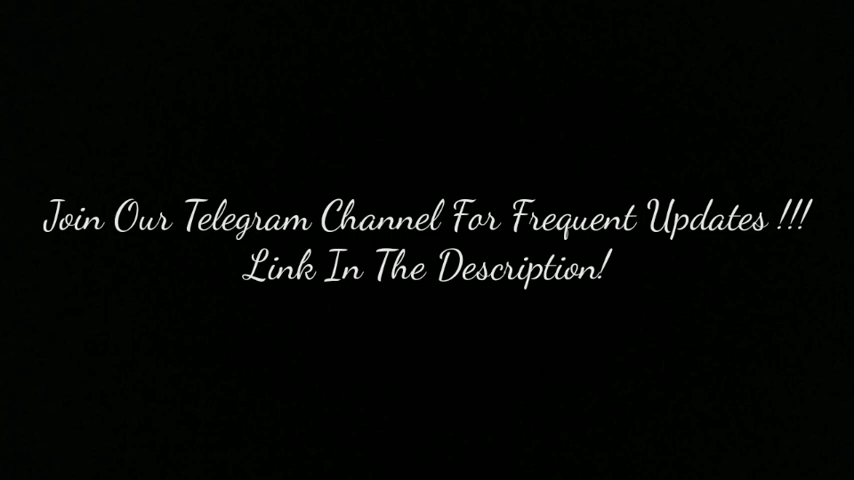 Join Our Telegram Channel For Frequent Updates !!!
Link In The Description!